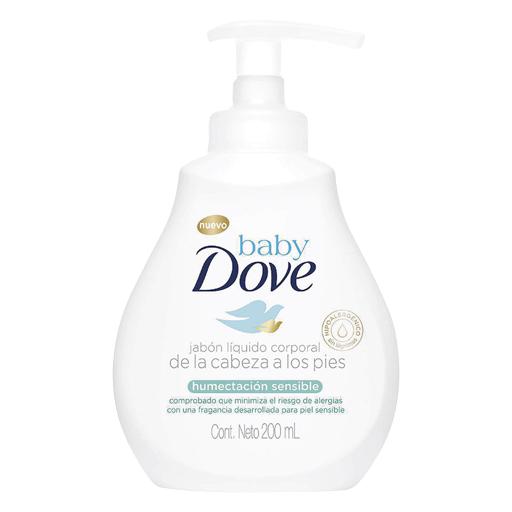 nuevo
baby
Dove
HIPOALERGÉNICO
jabón líquido corporal
de la cabeza a los pies
humectación sensible
comprobado que minimiza el riesgo de alergias
con una fragancia desarrollada para piel sensible
Cont. Neto 200 mL